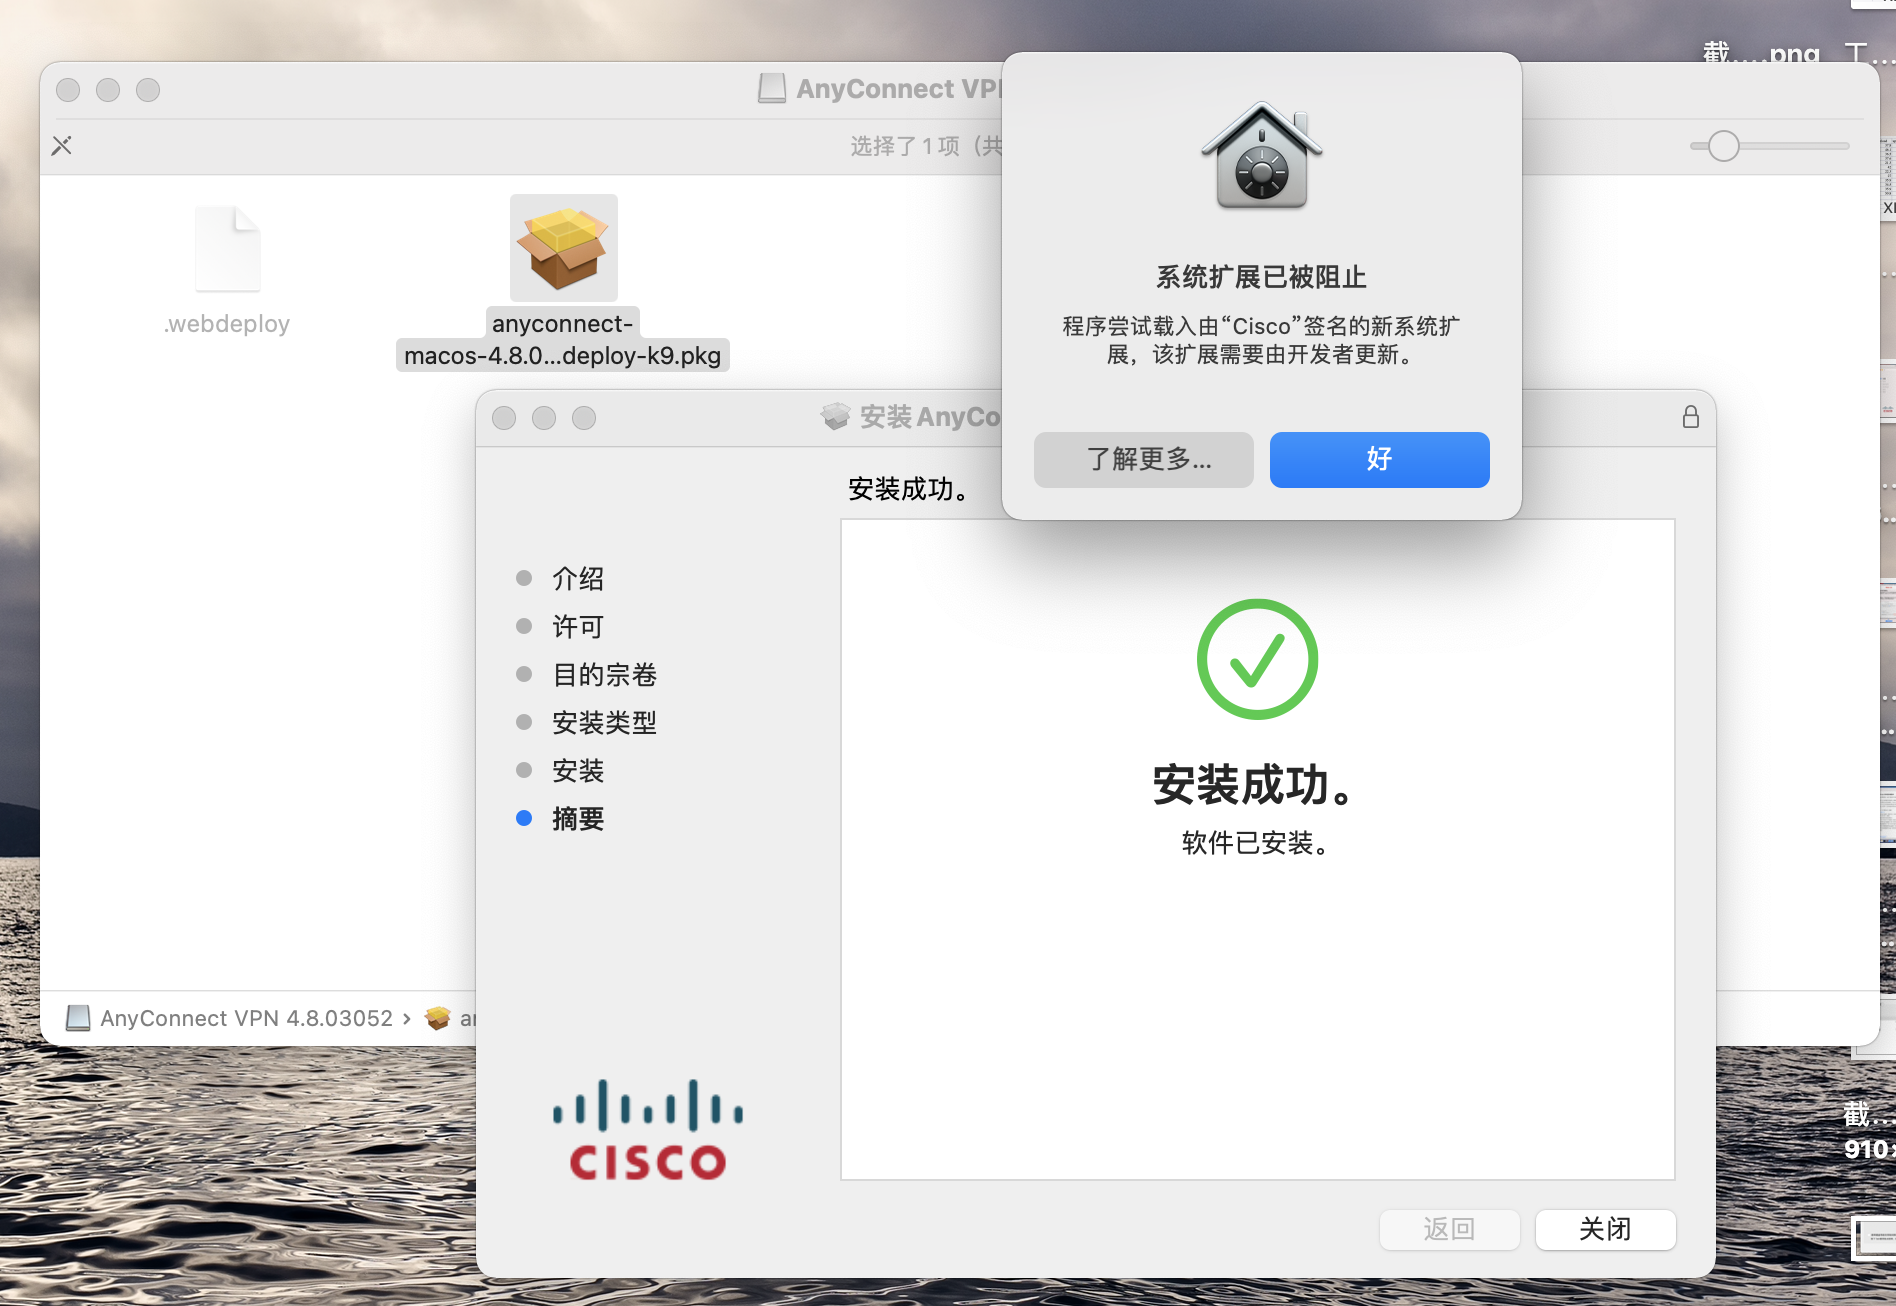 截.....png
工...
AnyConnect VP
选择了 1 项（共
.webdeploy
anyconnect-
macos-4.8.0...deploy-k9.pkg
系统扩展已被阻止
程序尝试载入由“Cisco”签名的新系统扩
展，该扩展需要由开发者更新。
了解更多...
好
安装 AnyCo
安装成功。
介绍
许可
目的宗卷
安装类型
安装
摘要
安装成功。
软件已安装。
CISCO
返回
关闭
AnyConnect VPN 4.8.03052 › ar
截...
910